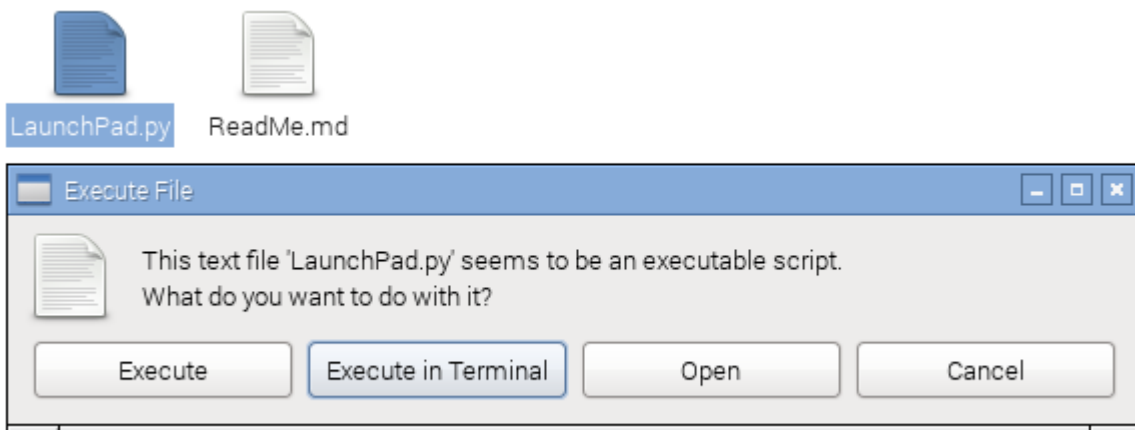 LaunchPad.py ReadMe.md
Execute File
This text file 'LaunchPad.py' seems to be an executable script.
What do you want to do with it?
Execute Execute in Terminal Open Cancel